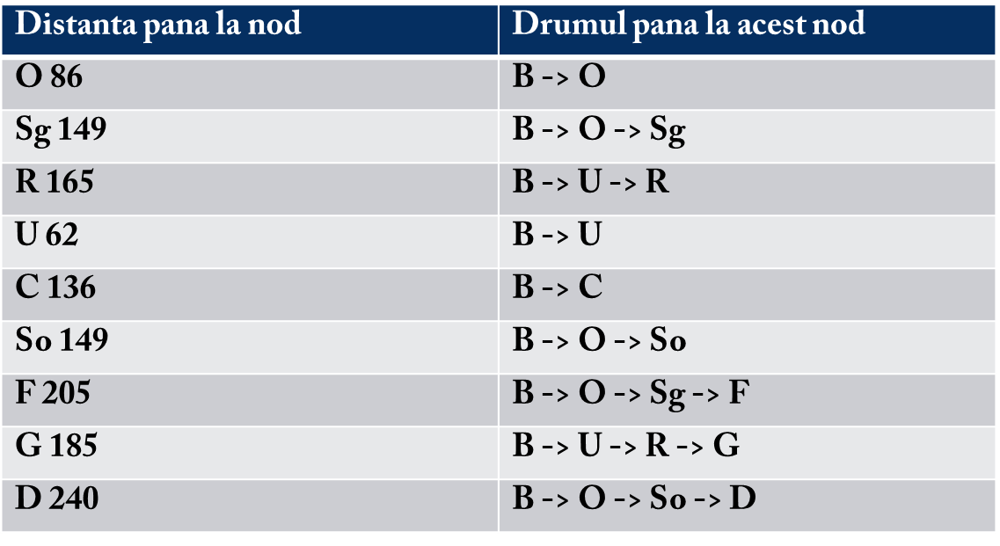 Distanta pana la nod Drumul pana la acest nod
O 86 B -> O
Sg 149 B -> O -> Sg
R 165 B -> U -> R
U 62 B -> U
C 136 B -> C
So 149 B -> O -> So
F 205 B -> O -> Sg -> F
G 185 B -> U -> R -> G
D 240 B -> O -> So -> D